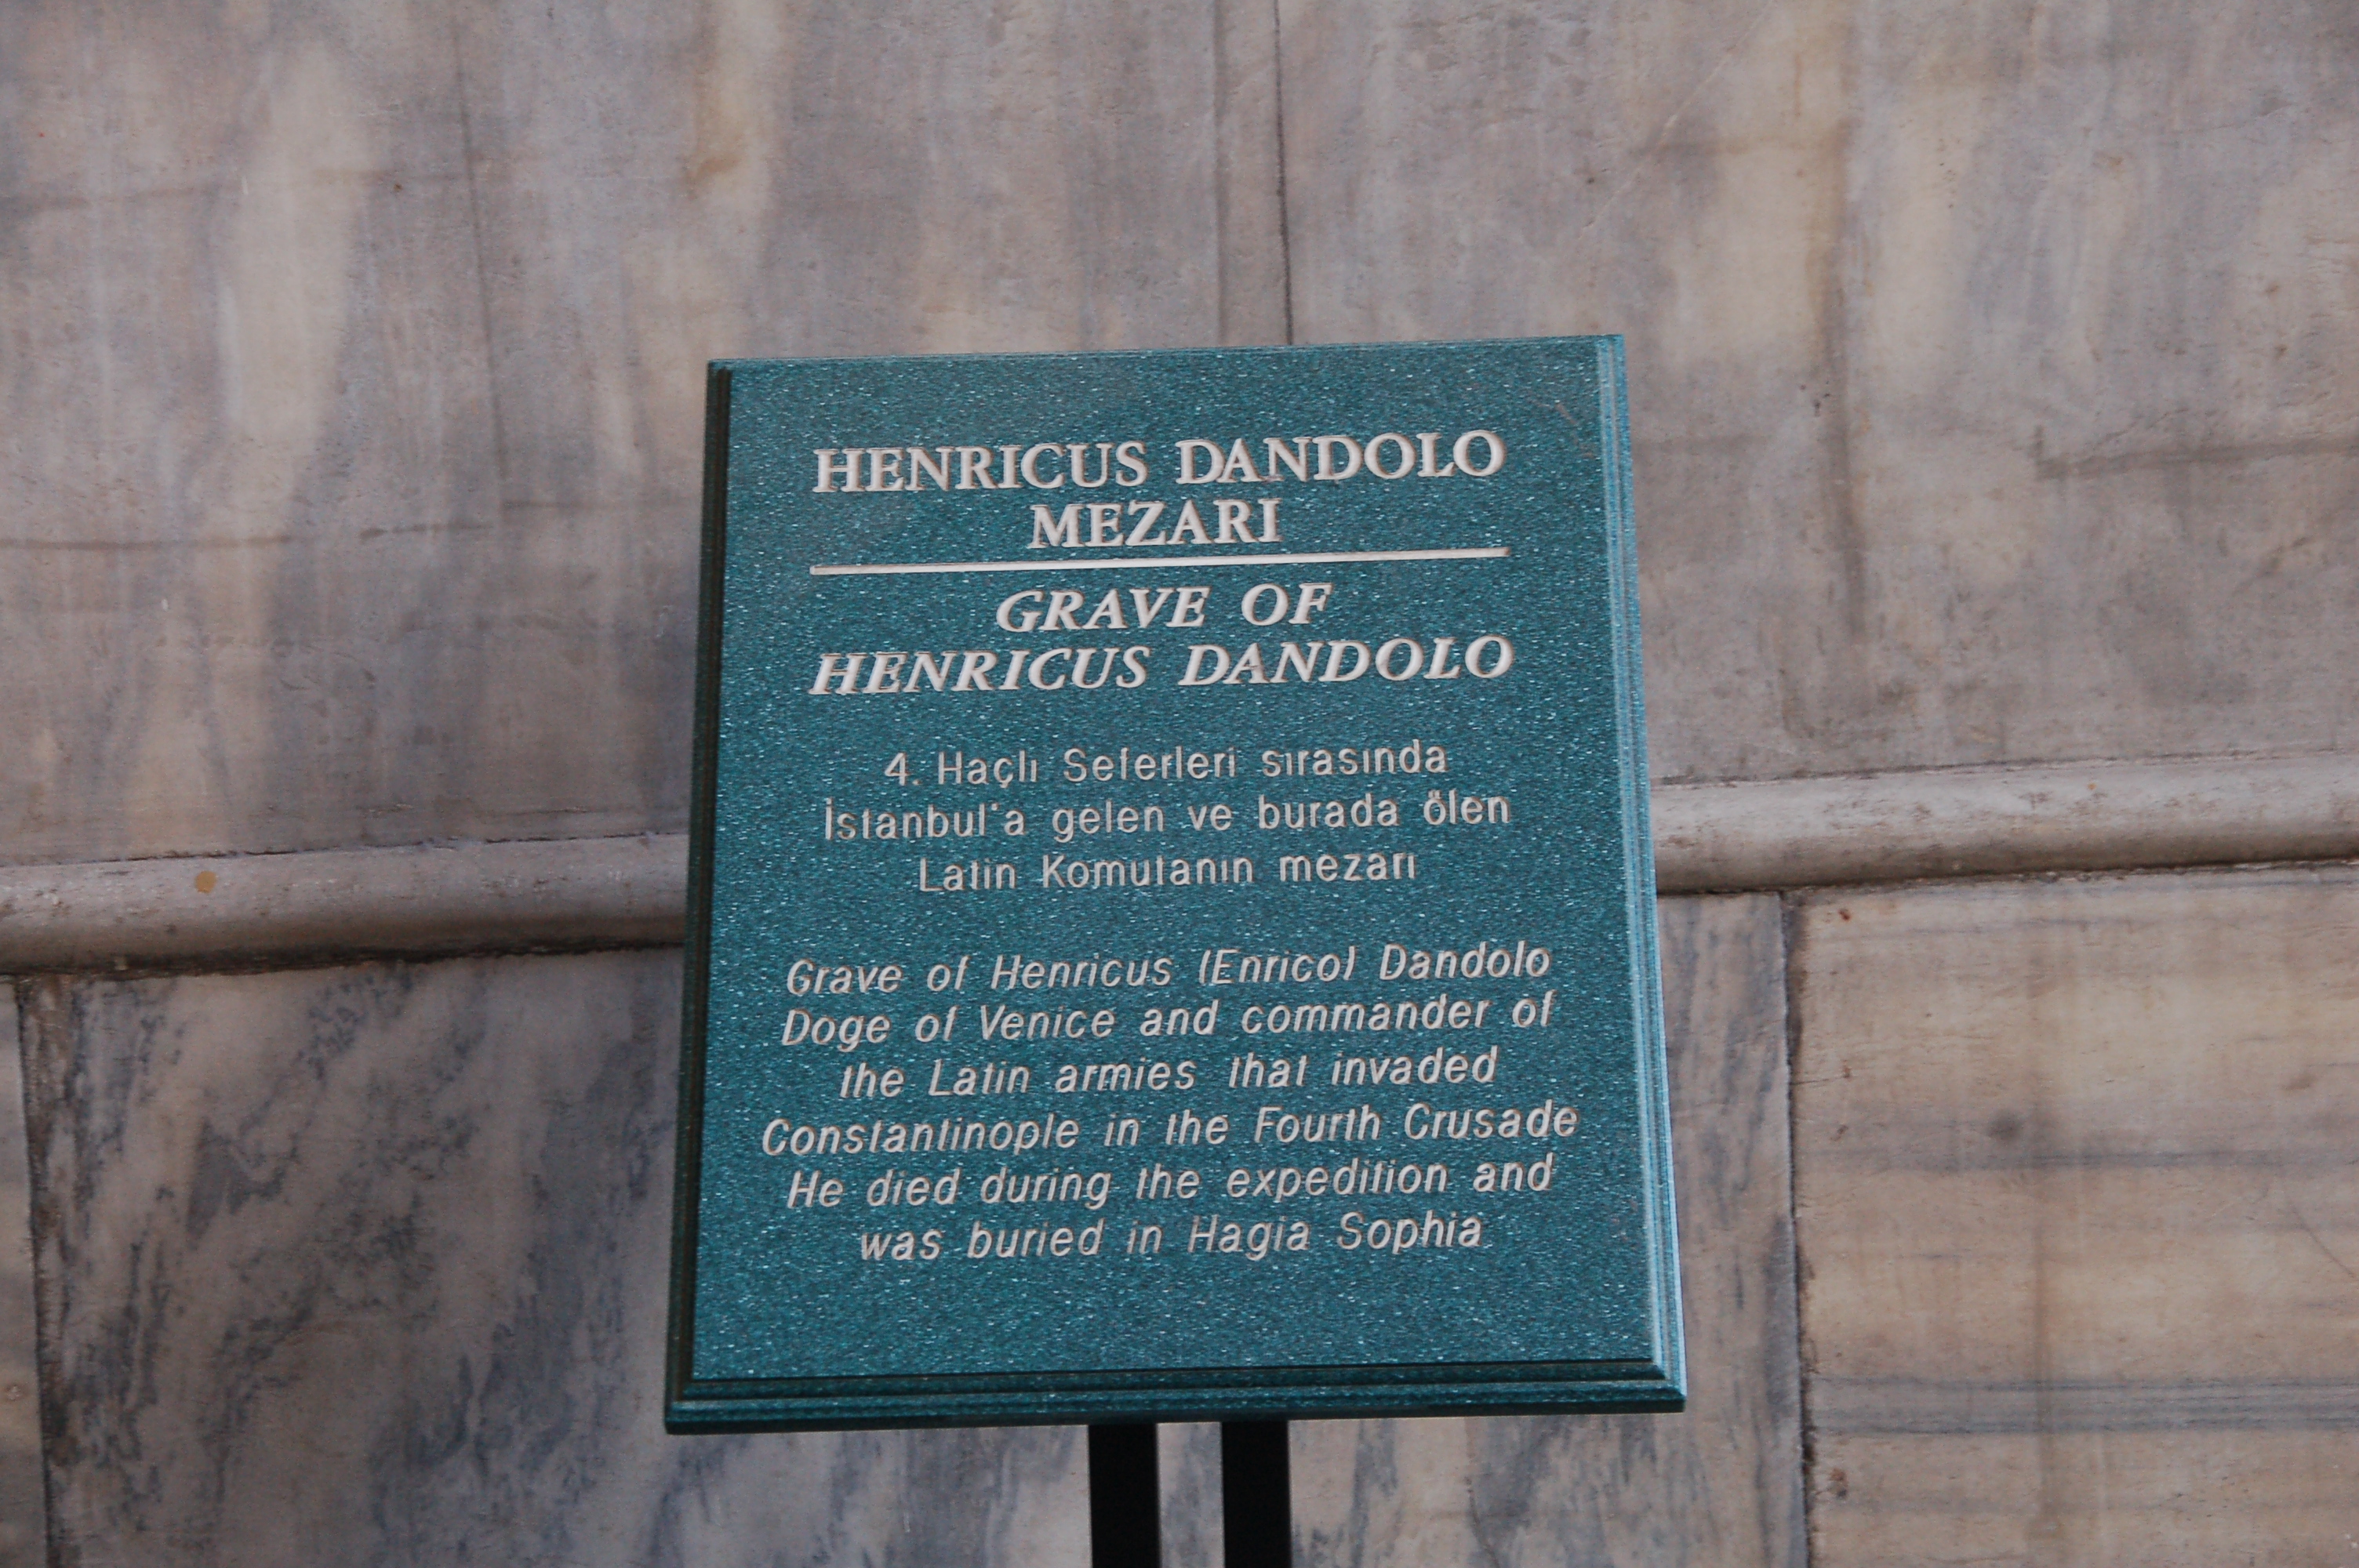 HENRICUS DANDOLO
MEZARI
GRAVE OF
HENRICUS DANDOLO
4. Haçlı Seferleri sırasında
İstanbul'a gelen ve burada ölen
Latin Komutanın mezarı
Grave of Henricus (Enrico) Dandolo
Doge of Venice and commander of
the Latin armies that invaded
Constantinople in the Fourth Crusade
He died during the expedition and
was buried in Hagia Sophia